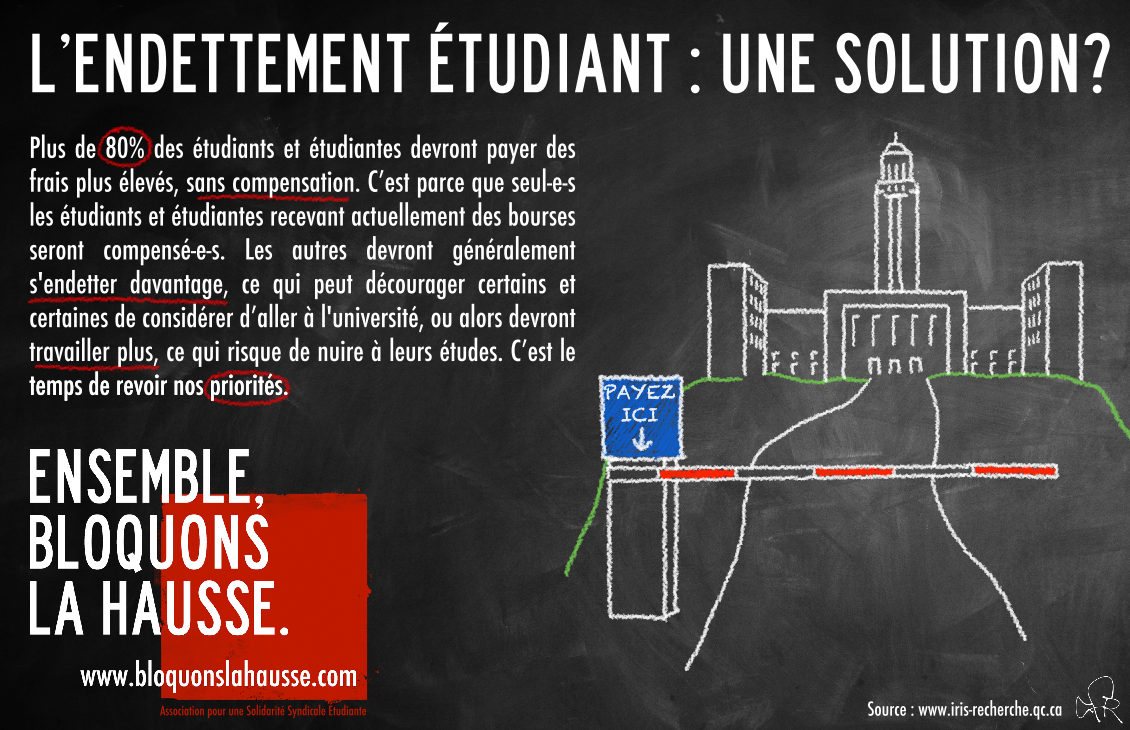 L'ENDETTEMENT ÉTUDIANT : UNE SOLUTION?
Plus de 80% des étudiants et étudiantes devront payer des
frais plus élevés, sans compensation. C'est parce que seul-e-s
les étudiants et étudiantes recevant actuellement des bourses
seront compensé-e-s. Les autres devront généralement
s'endetter davantage, ce qui peut décourager certains et
certaines de considérer d'aller à l'université, ou alors devront
travailler plus, ce qui risque de nuire à leurs études. C'est le
temps de revoir nos priorités.
PAYEZ
ICI
ENSEMBLE,
BLOQUONS
LA HAUSSE.
www.bloquonslahausse.com
Association pour une Solidarité Syndicale Étudiante
Source : www.iris-recherche.qc.ca